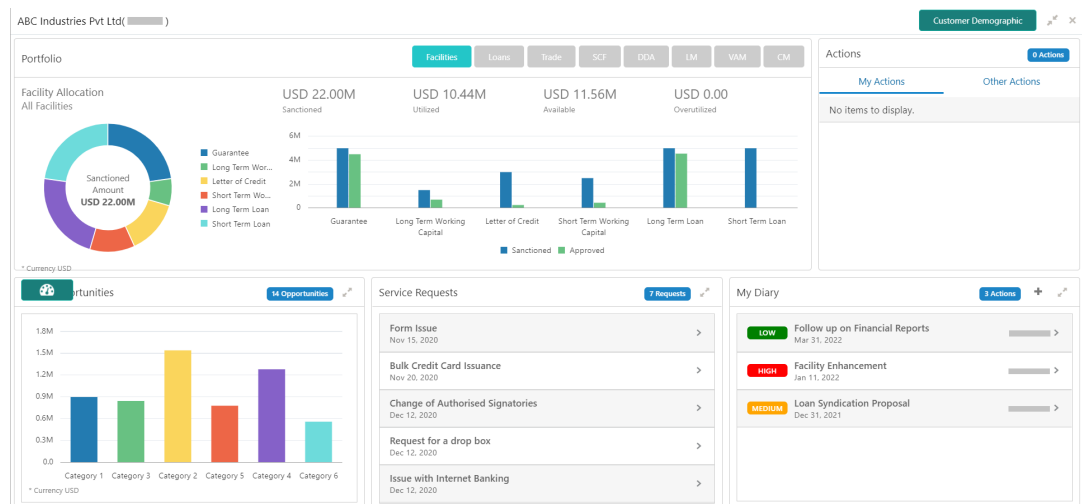 ABC Industries Pvt Ltd( )
Customer Demographic
Portfolio
Facilities
Loans
Trade
SCF
DDA
LM
VAM
CM
Facility Allocation
All Facilities
USD 22.00M
Sanctioned
USD 10.44M
Utilized
USD 11.56M
Available
USD 0.00
Overutilized
Sanctioned
Amount
USD 22.00M
Guarantee
Long Term Wor...
Letter of Credit
Short Term Wo...
Long Term Loan
Short Term Loan
6M
4M
2M
0
Guarantee
Long Term Working
Capital
Letter of Credit
Short Term Working
Capital
Long Term Loan
Short Term Loan
Sanctioned
Approved
* Currency USD
Actions
0 Actions
My Actions
Other Actions
No items to display.
rtunities
14 Opportunities
1.8M
1.5M
1.2M
0.9M
0.6M
0.3M
0.0
Category 1
Category 3
Category 2
Category 5
Category 4
Category 6
* Currency USD
Service Requests
7 Requests
Form Issue
Nov 15, 2020
Bulk Credit Card Issuance
Nov 20, 2020
Change of Authorised Signatories
Dec 12, 2020
Request for a drop box
Dec 12, 2020
Issue with Internet Banking
Dec 12, 2020
My Diary
3 Actions
LOW
Follow up on Financial Reports
Mar 31, 2022
HIGH
Facility Enhancement
Jan 11, 2022
MEDIUM
Loan Syndication Proposal
Dec 31, 2021